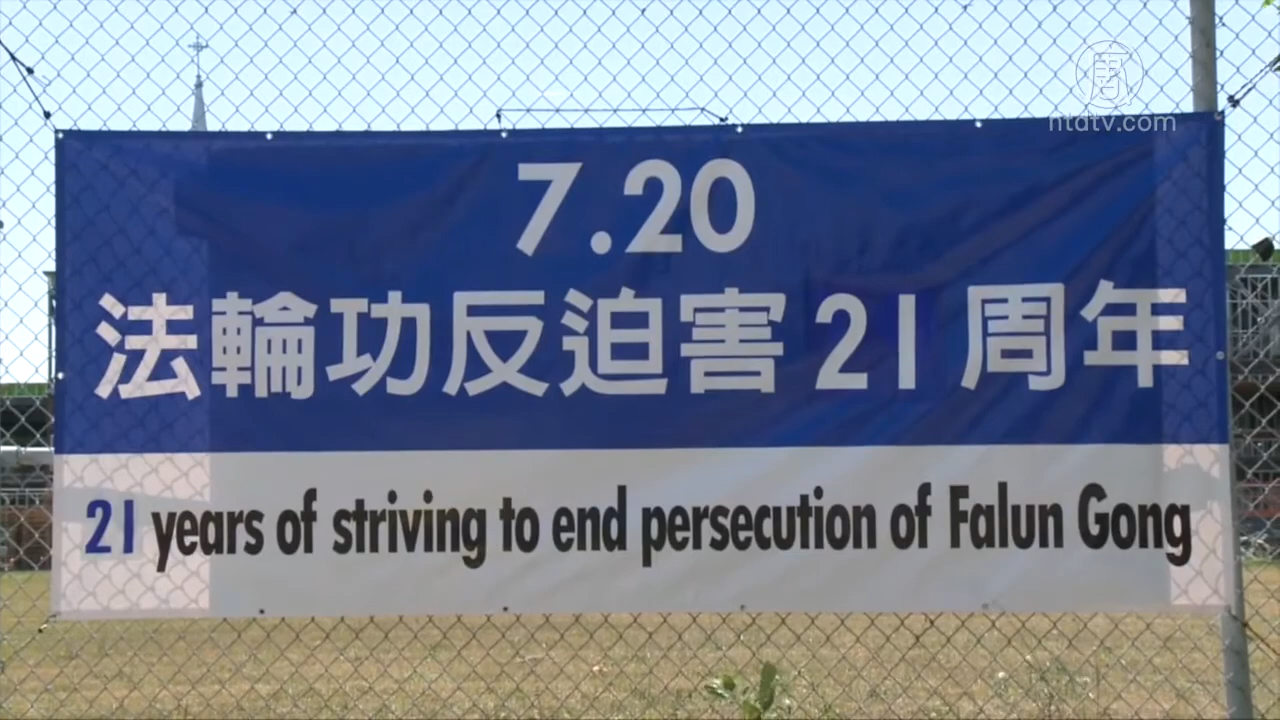 唐
ntdtv.com
7.20
法輪功反迫害21周年
21 years of striving to end persecution of Falun Gong